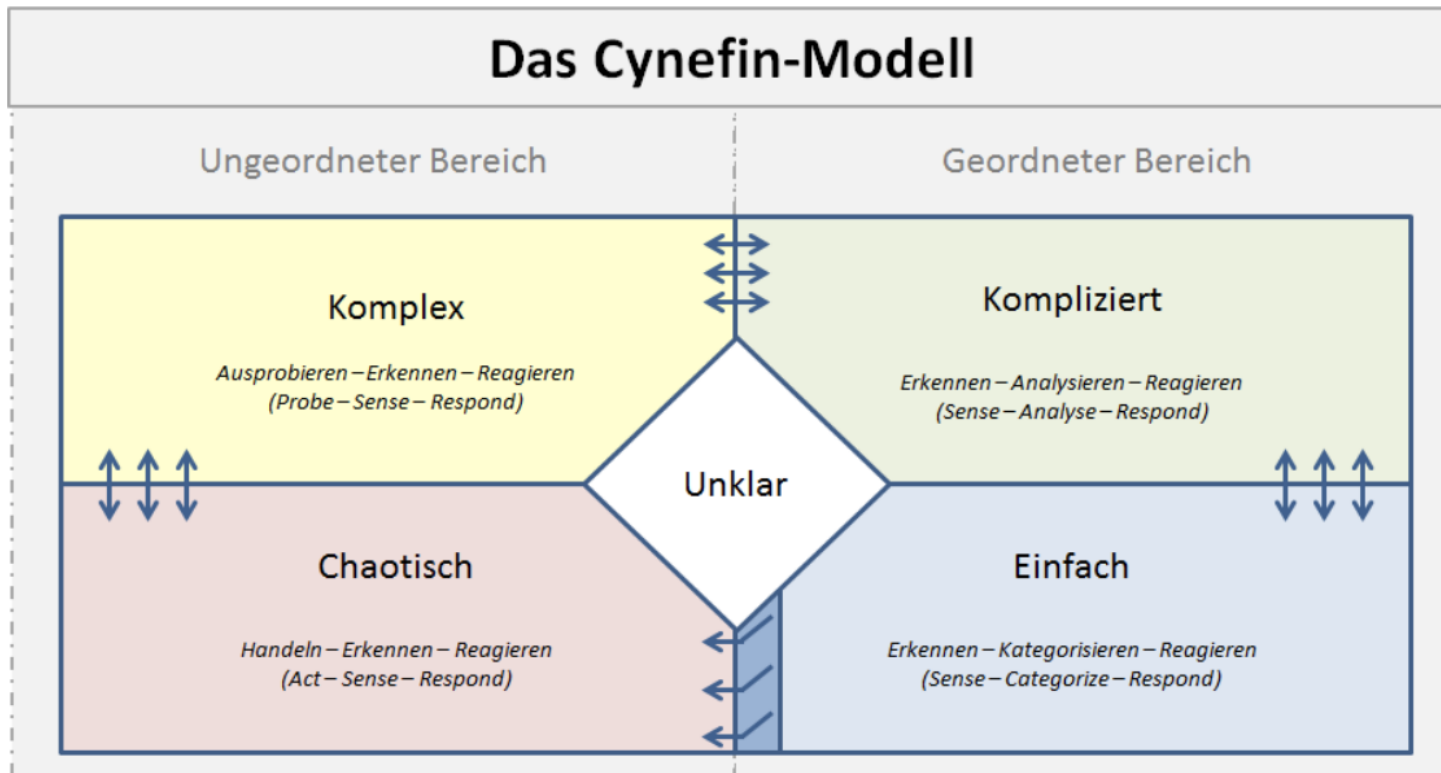 Das Cynefin-Modell
Ungeordneter Bereich
Geordneter Bereich
Komplex
Ausprobieren – Erkennen – Reagieren
(Probe – Sense – Respond)
Kompliziert
Erkennen – Analysieren – Reagieren
(Sense – Analyse – Respond)
Unklar
Chaotisch
Handeln – Erkennen – Reagieren
(Act – Sense – Respond)
Einfach
Erkennen – Kategorisieren – Reagieren
(Sense – Categorize – Respond)